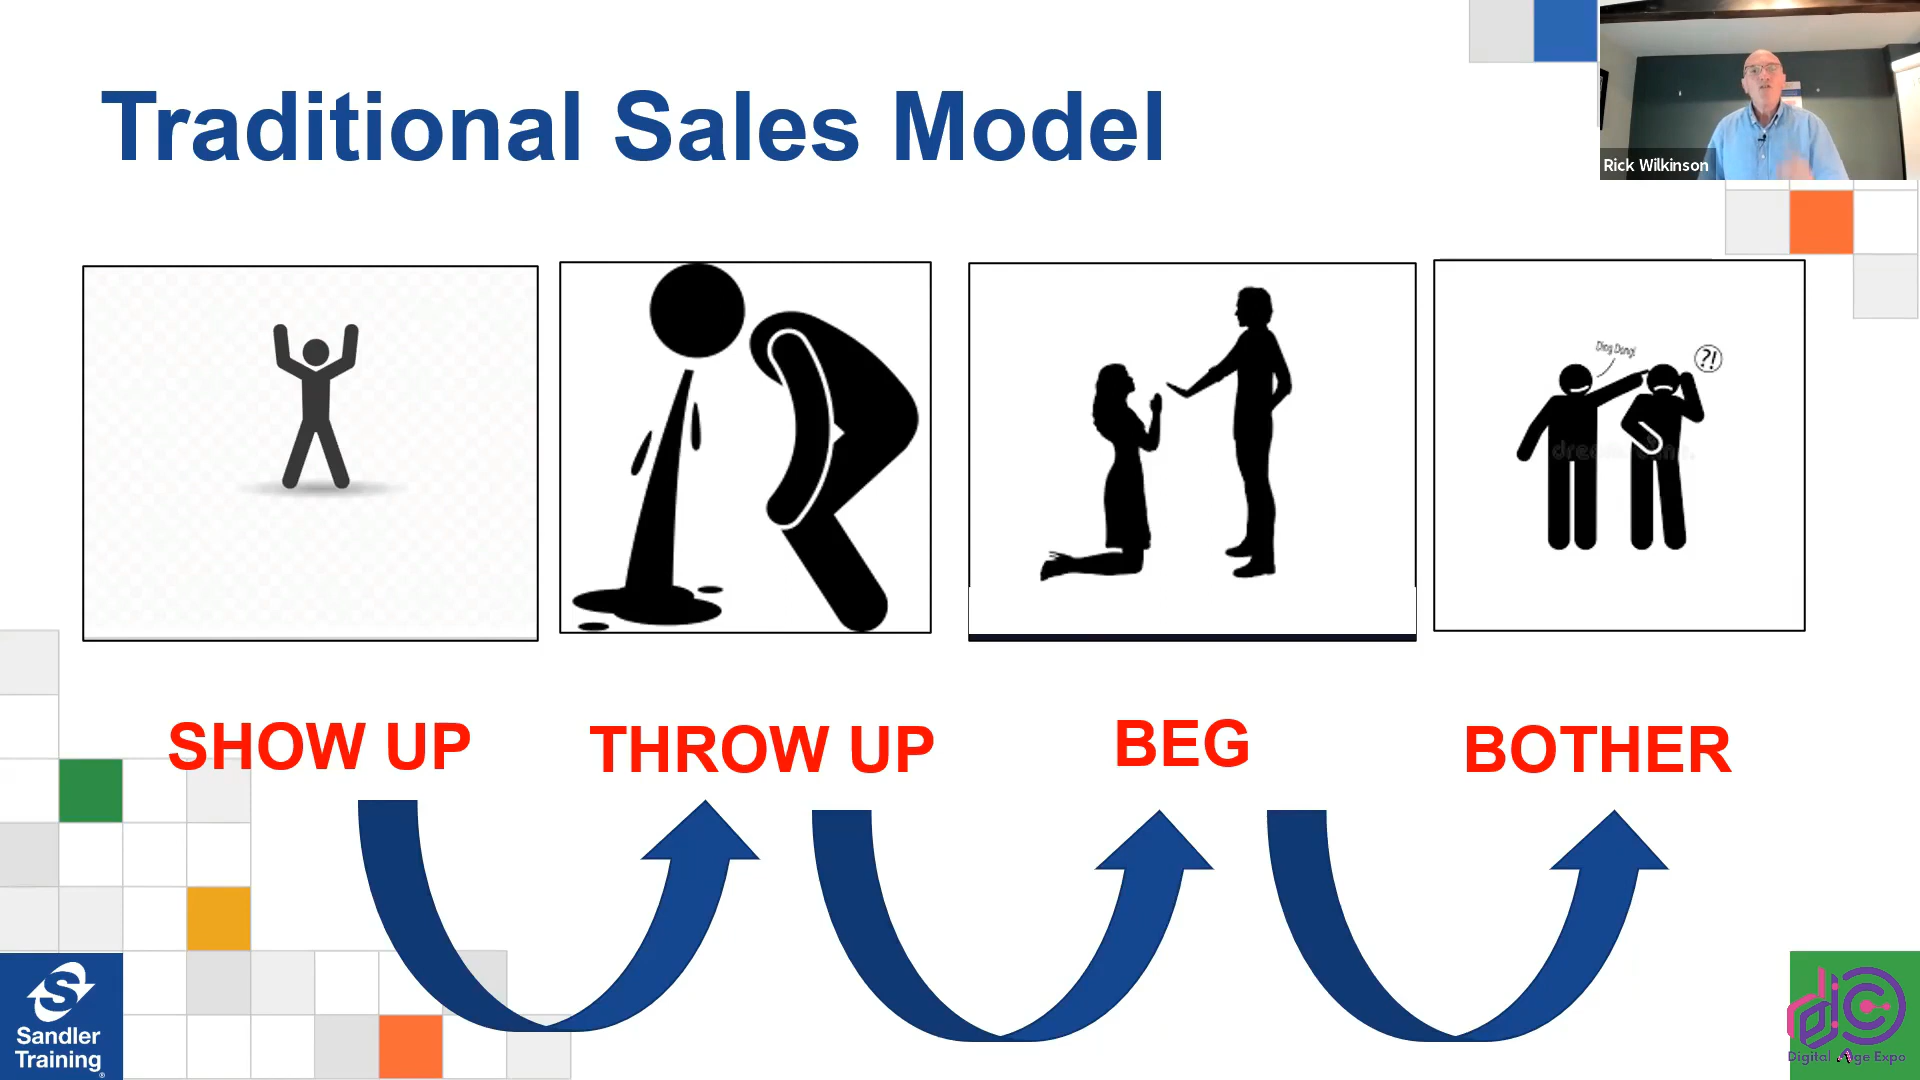 Traditional Sales Model
Rick Wilkinson
Ding Dong!
?!
SHOW UP
THROW UP
BEG
BOTHER
S
Sandler
Training
®
Digital Age Expo